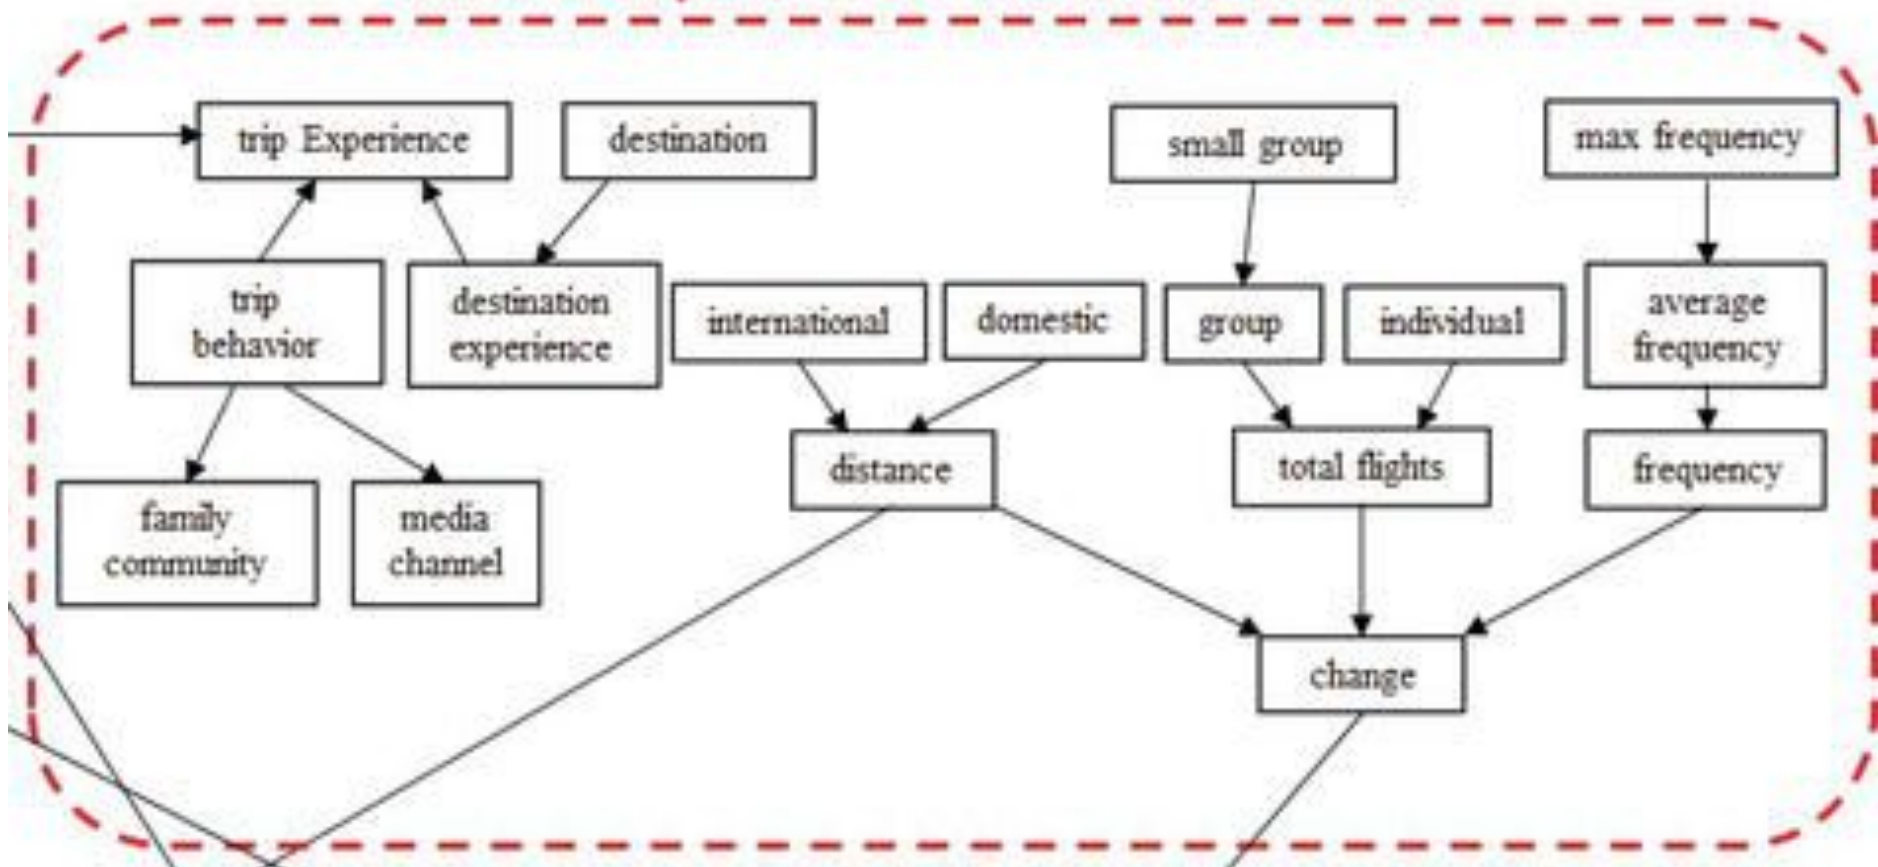 trip Experience
destination
small group
max frequency
trip
behavior
destination
experience
international
domestic
group
individual
average
frequency
distance
total flights
frequency
family
community
media
channel
change